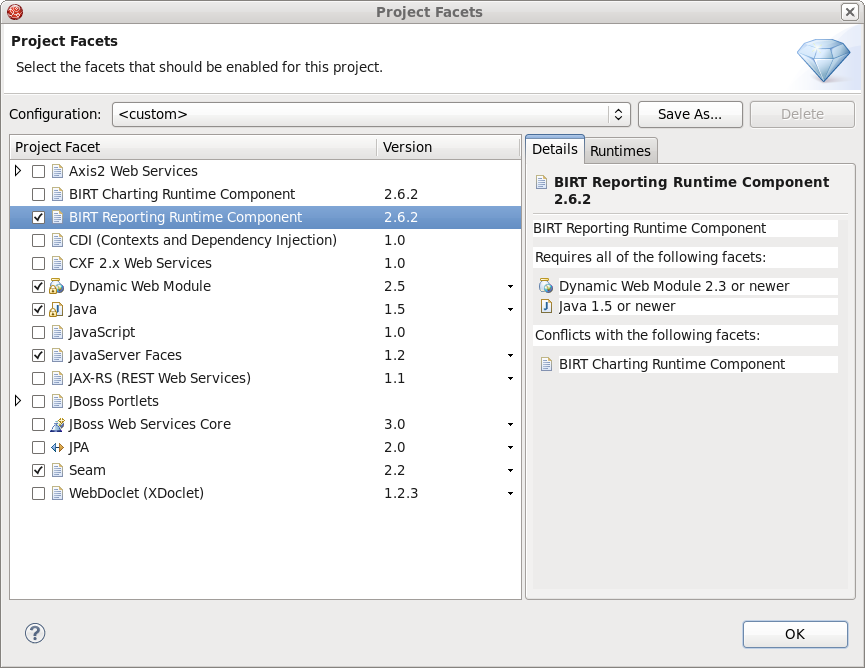 Project Facets
Project Facets
Select the facets that should be enabled for this project.
Configuration: <custom> Save As... Delete
Project Facet Version
Axis2 Web Services
BIRT Charting Runtime Component 2.6.2
BIRT Reporting Runtime Component 2.6.2
CDI (Contexts and Dependency Injection) 1.0
CXF 2.x Web Services 1.0
Dynamic Web Module 2.5
Java 1.5
JavaScript 1.0
JavaServer Faces 1.2
JAX-RS (REST Web Services) 1.1
JBoss Portlets
JBoss Web Services Core 3.0
JPA 2.0
Seam 2.2
WebDoclet (XDoclet) 1.2.3
Details Runtimes
BIRT Reporting Runtime Component
2.6.2
BIRT Reporting Runtime Component
Requires all of the following facets:
Dynamic Web Module 2.3 or newer
Java 1.5 or newer
Conflicts with the following facets:
BIRT Charting Runtime Component
? OK